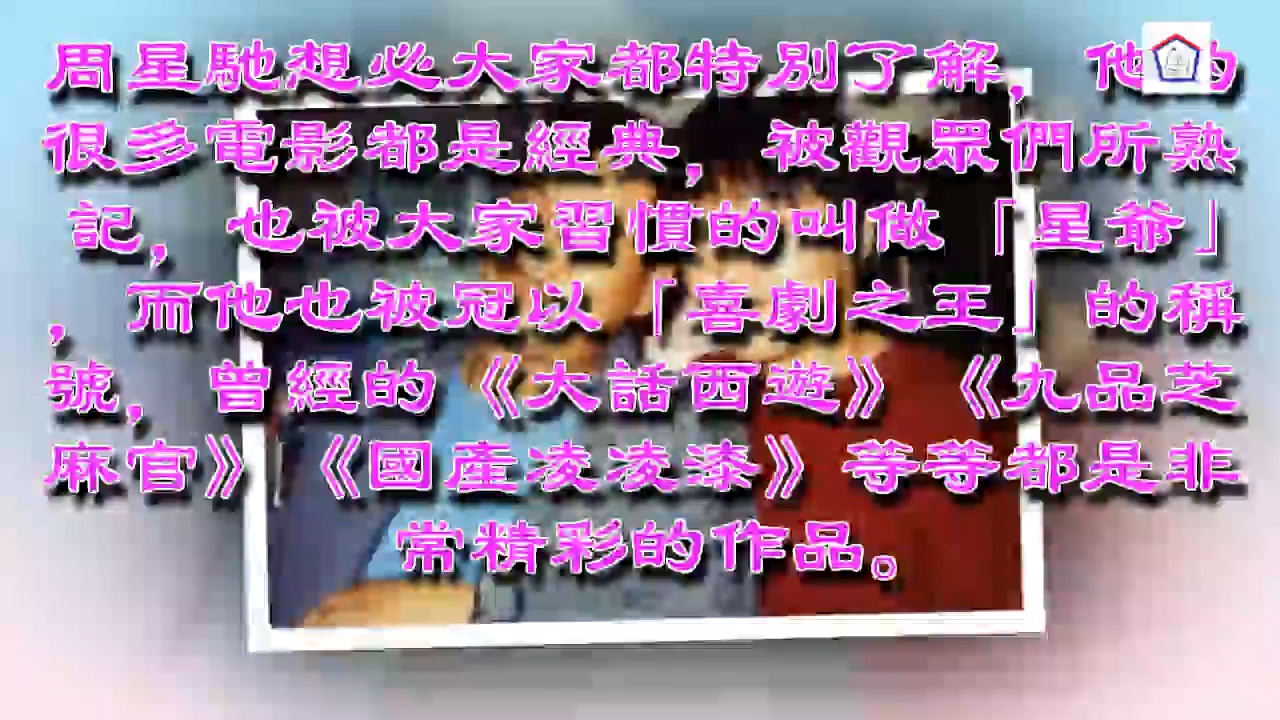 周星馳想必大家都特別了解，他的
很多電影都是經典，被觀眾們所熟
記，也被大家習慣的叫做「星爺」
，而他也被冠以「喜劇之王」的稱
號，曾經的《大話西遊》《九品芝
麻官》《國產凌凌漆》等等都是非
常精彩的作品。